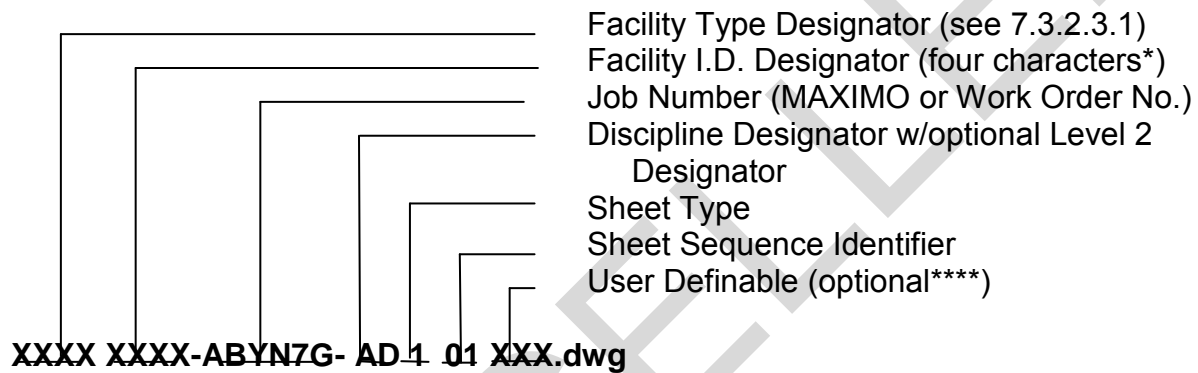 Facility Type Designator (see 7.3.2.3.1)
Facility I.D. Designator (four characters*)
Job Number (MAXIMO or Work Order No.)
Discipline Designator w/optional Level 2
Designator
Sheet Type
Sheet Sequence Identifier
User Definable (optional****)
XXXX XXXX-ABYN7G- AD 1 01 XXX.dwg